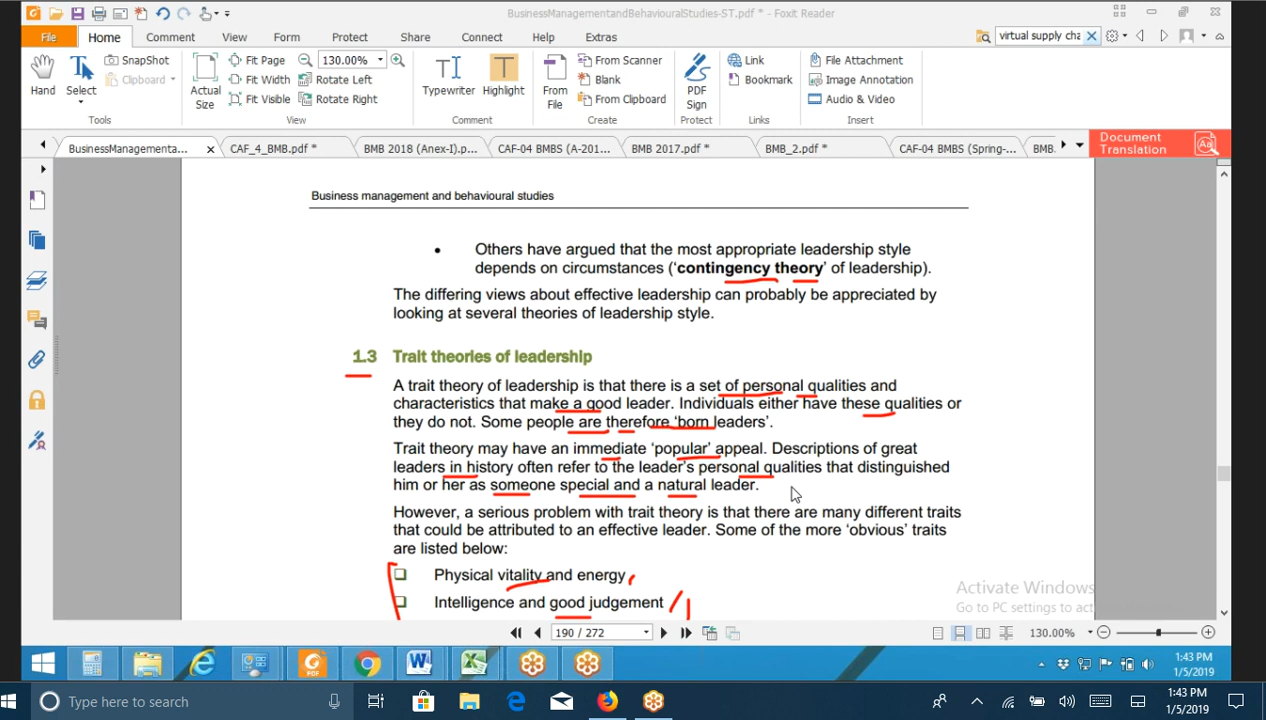 BusinessManagementandBehaviouralStudies-ST.pdf * - Foxit Reader
File Home Comment View Form Protect Share Connect Help Extras virtual supply cha
SnapShot Fit Page 130.00% From Scanner Link File Attachment
Clipboard Fit Width Rotate Left Blank Bookmark Image Annotation
Hand Select Actual Size Fit Visible Rotate Right Typewriter Highlight From File From Clipboard PDF Sign Audio & Video
Tools View Comment Create Protect Links Insert
BusinessManagementa... CAF_4_BMB.pdf * BMB 2018 (Anex-I).p... CAF-04 BMBS (A-201... BMB 2017.pdf * BMB_2.pdf * CAF-04 BMBS (Spring-... BMB. Document Translation
Business management and behavioural studies
• Others have argued that the most appropriate leadership style
depends on circumstances (‘contingency theory’ of leadership).
The differing views about effective leadership can probably be appreciated by
looking at several theories of leadership style.
1.3 Trait theories of leadership
A trait theory of leadership is that there is a set of personal qualities and
characteristics that make a good leader. Individuals either have these qualities or
they do not. Some people are therefore ‘born leaders’.
Trait theory may have an immediate ‘popular’ appeal. Descriptions of great
leaders in history often refer to the leader’s personal qualities that distinguished
him or her as someone special and a natural leader.
However, a serious problem with trait theory is that there are many different traits
that could be attributed to an effective leader. Some of the more ‘obvious’ traits
are listed below:
Physical vitality and energy
Intelligence and good judgement
Activate Windows
Go to PC settings to act
190 / 272 130.00%
1:43 PM
1/5/2019
Type here to search
1:43 PM
1/5/2019